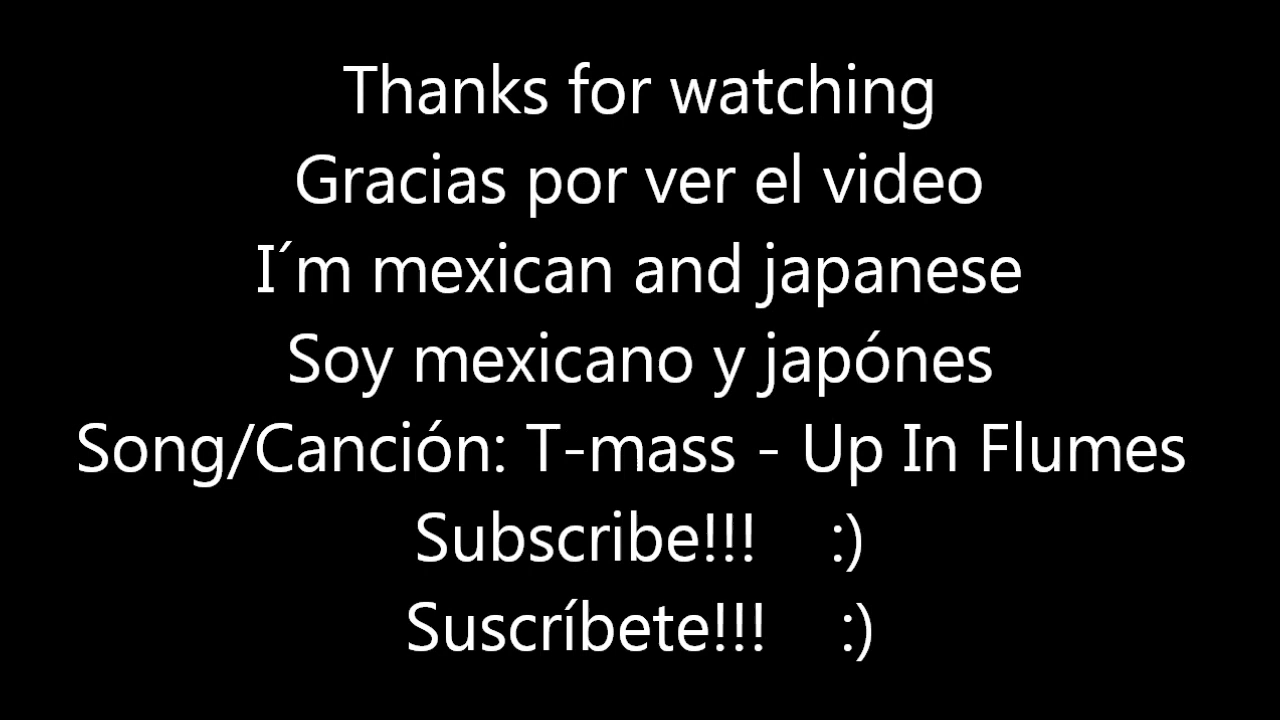 Thanks for watching
Gracias por ver el video
I´m mexican and japanese
Soy mexicano y japónes
Song/Canción: T-mass - Up In Flumes
Subscribe!!! :)
Suscríbete!!! :)